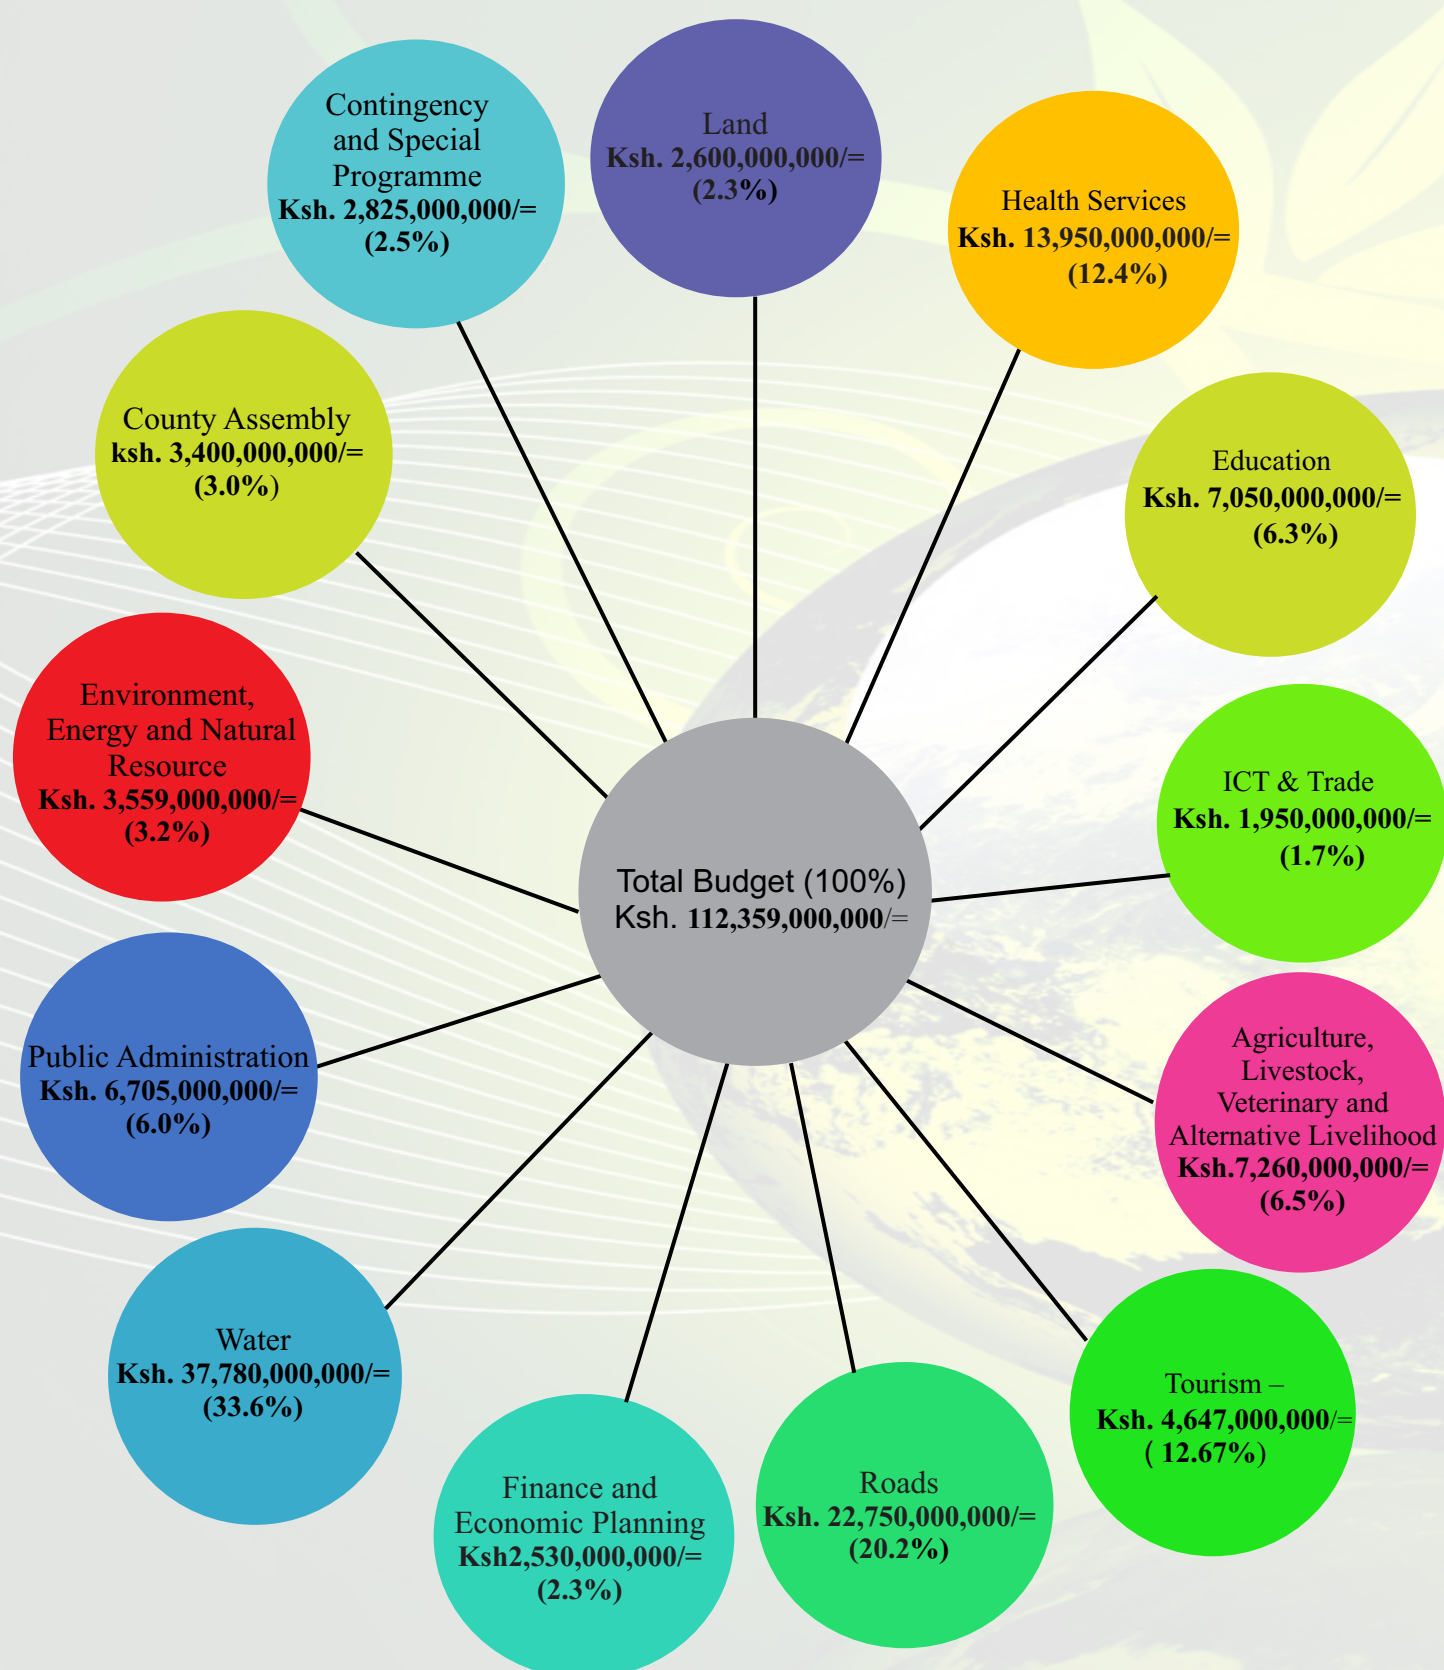 Contingency
and Special
Programme
Ksh. 2,825,000,000/=
(2.5%)
Land
Ksh. 2,600,000,000/=
(2.3%)
Health Services
Ksh. 13,950,000,000/=
(12.4%)
County Assembly
ksh. 3,400,000,000/=
(3.0%)
Education
Ksh. 7,050,000,000/=
(6.3%)
Environment,
Energy and Natural
Resource
Ksh. 3,559,000,000/=
(3.2%)
ICT & Trade
Ksh. 1,950,000,000/=
(1.7%)
Total Budget (100%)
Ksh. 112,359,000,000/=
Public Administration
Ksh. 6,705,000,000/=
(6.0%)
Agriculture,
Livestock,
Veterinary and
Alternative Livelihood
Ksh.7,260,000,000/=
(6.5%)
Water
Ksh. 37,780,000,000/=
(33.6%)
Tourism –
Ksh. 4,647,000,000/=
( 12.67%)
Finance and
Economic Planning
Ksh2,530,000,000/=
(2.3%)
Roads
Ksh. 22,750,000,000/=
(20.2%)